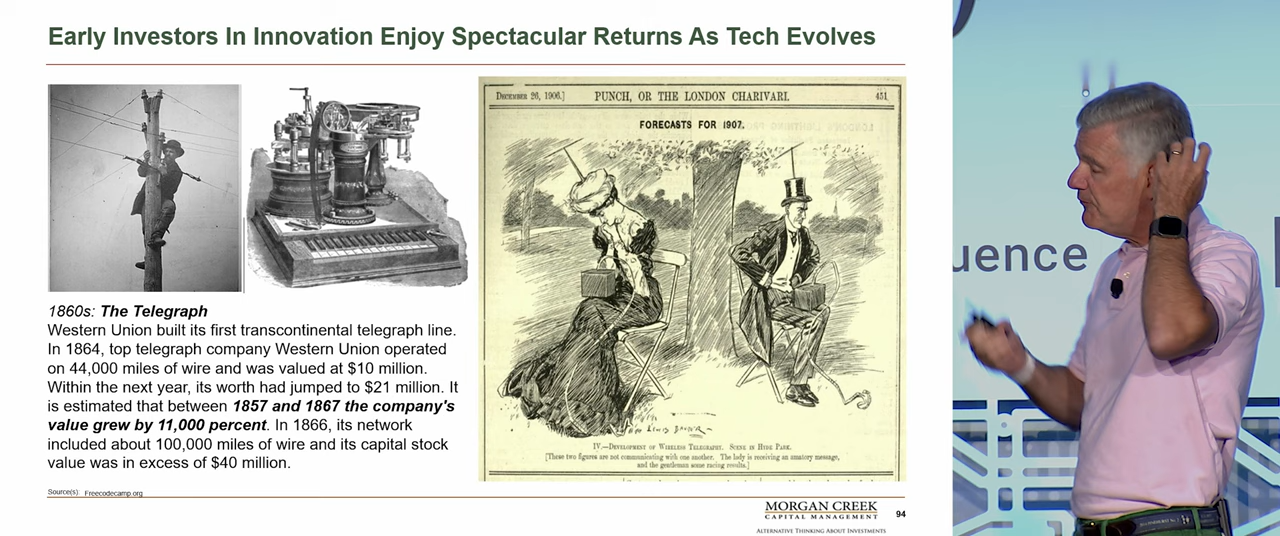 Early Investors In Innovation Enjoy Spectacular Returns As Tech Evolves
DECEMBER 26, 1906.]
PUNCH, OR THE LONDON CHARIVARI.
451
FORECASTS FOR 1907.
IV.—DEVELOPMENT OF WIRELESS TELEGRAPHY. SCENE IN HYDE PARK.
[These two figures are not communicating with one another. The lady is receiving an amatory message,
and the gentleman some racing results.]
1860s: The Telegraph
Western Union built its first transcontinental telegraph line.
In 1864, top telegraph company Western Union operated
on 44,000 miles of wire and was valued at $10 million.
Within the next year, its worth had jumped to $21 million. It
is estimated that between 1857 and 1867 the company's
value grew by 11,000 percent. In 1866, its network
included about 100,000 miles of wire and its capital stock
value was in excess of $40 million.
Source(s): Freecodecamp.org
MORGAN CREEK
CAPITAL MANAGEMENT
ALTERNATIVE THINKING ABOUT INVESTMENTS
94
uence